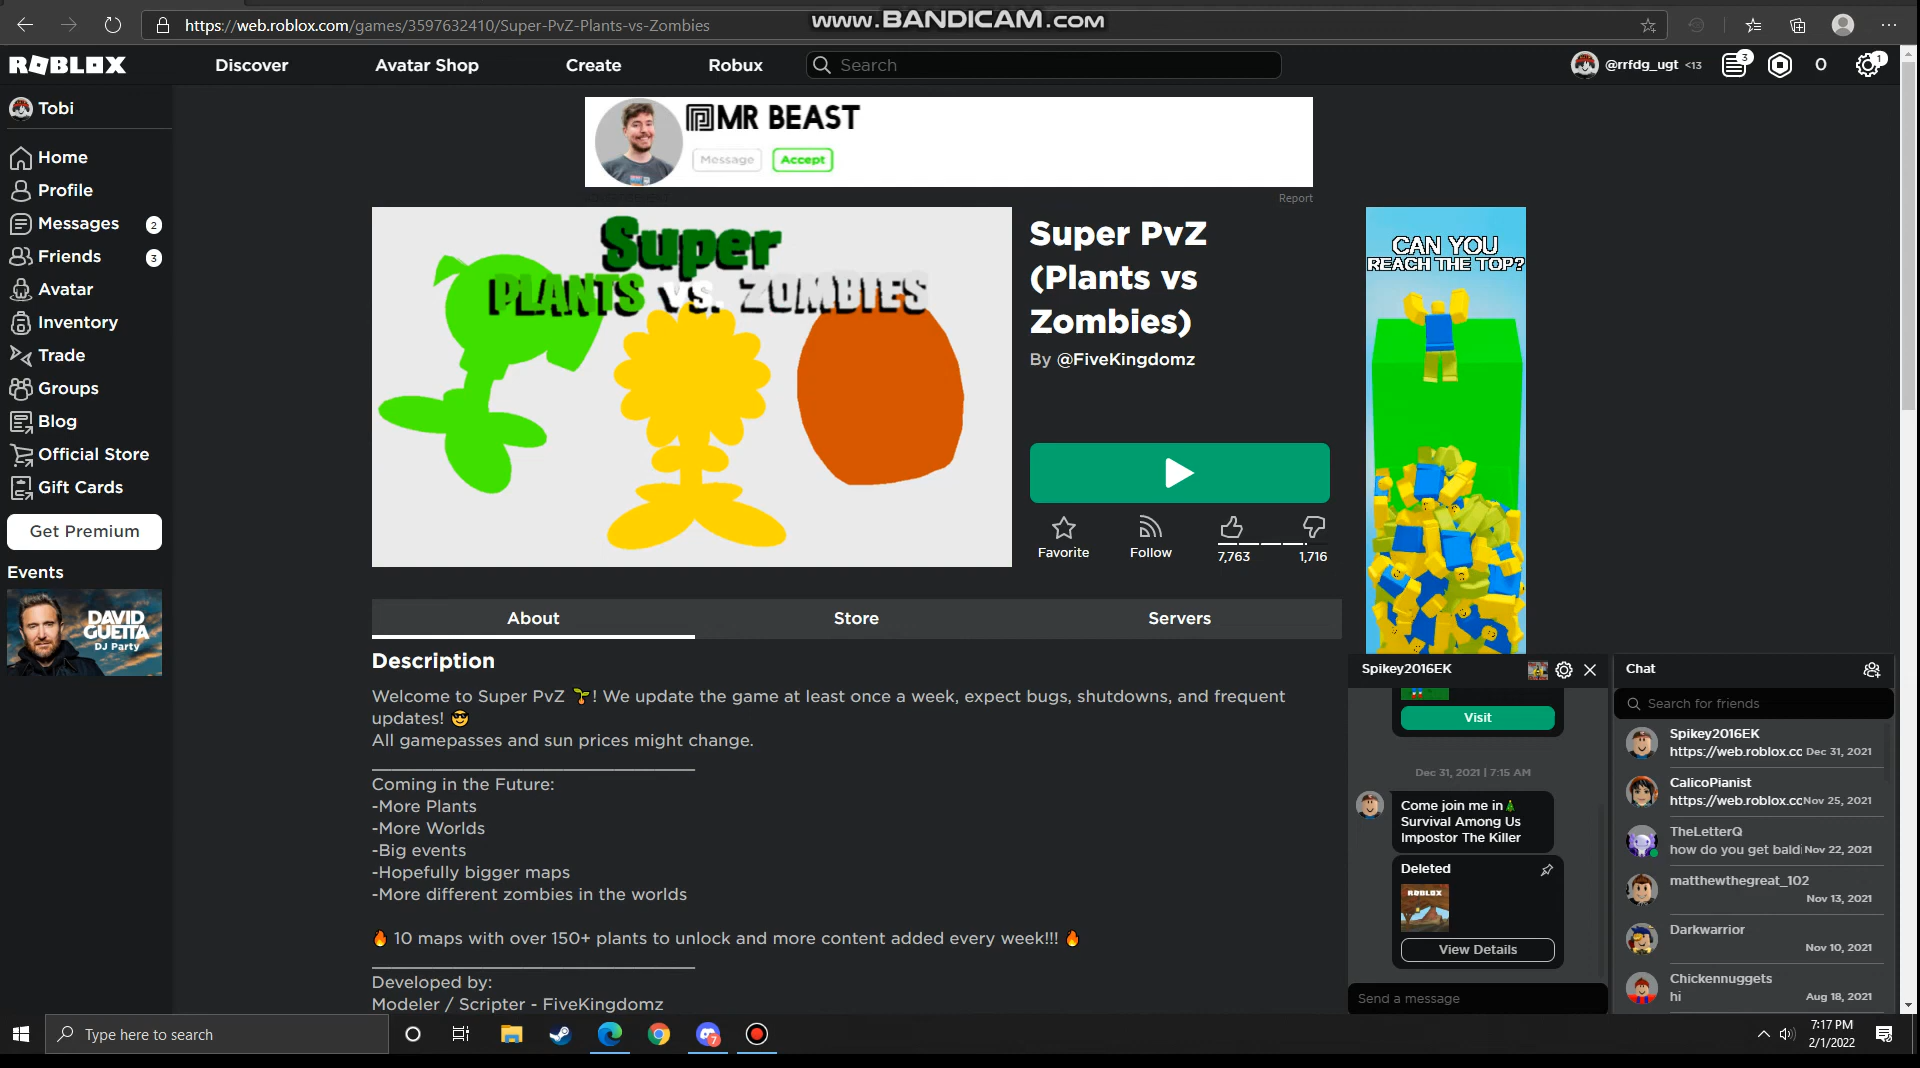 https://web.roblox.com/games/3597632410/Super-PvZ-Plants-vs-Zombies
www.BANDICAM.com
ROBLOX
Discover
Avatar Shop
Create
Robux
Search
@rrfdg_ugt <13
3
0
1
Tobi
Home
Profile
Messages 2
Friends 3
Avatar
Inventory
Trade
Groups
Blog
Official Store
Gift Cards
Get Premium
Events
DAVID
GUETTA
DJ Party
MR BEAST
Message
Accept
Report
Super
PLANTS vs. ZOMBIES
Super PvZ
(Plants vs
Zombies)
By @FiveKingdomz
Favorite
Follow
7,763
1,716
CAN YOU
REACH THE TOP?
About
Store
Servers
Description
Welcome to Super PvZ 🌱! We update the game at least once a week, expect bugs, shutdowns, and frequent
updates! 😎
All gamepasses and sun prices might change.
Coming in the Future:
-More Plants
-More Worlds
-Big events
-Hopefully bigger maps
-More different zombies in the worlds
🔥 10 maps with over 150+ plants to unlock and more content added every week!!! 🔥
Developed by:
Modeler / Scripter - FiveKingdomz
Spikey2016EK
Visit
Dec 31, 2021 | 7:15 AM
Come join me in🎄
Survival Among Us
Impostor The Killer
Deleted
ROBLOX
View Details
Send a message
Chat
Search for friends
Spikey2016EK
https://web.roblox.cc Dec 31, 2021
CalicoPianist
https://web.roblox.cc Nov 25, 2021
TheLetterQ
how do you get baldi Nov 22, 2021
matthewthegreat_102
Nov 13, 2021
Darkwarrior
Nov 10, 2021
Chickennuggets
hi Aug 18, 2021
Type here to search
7
7:17 PM
2/1/2022